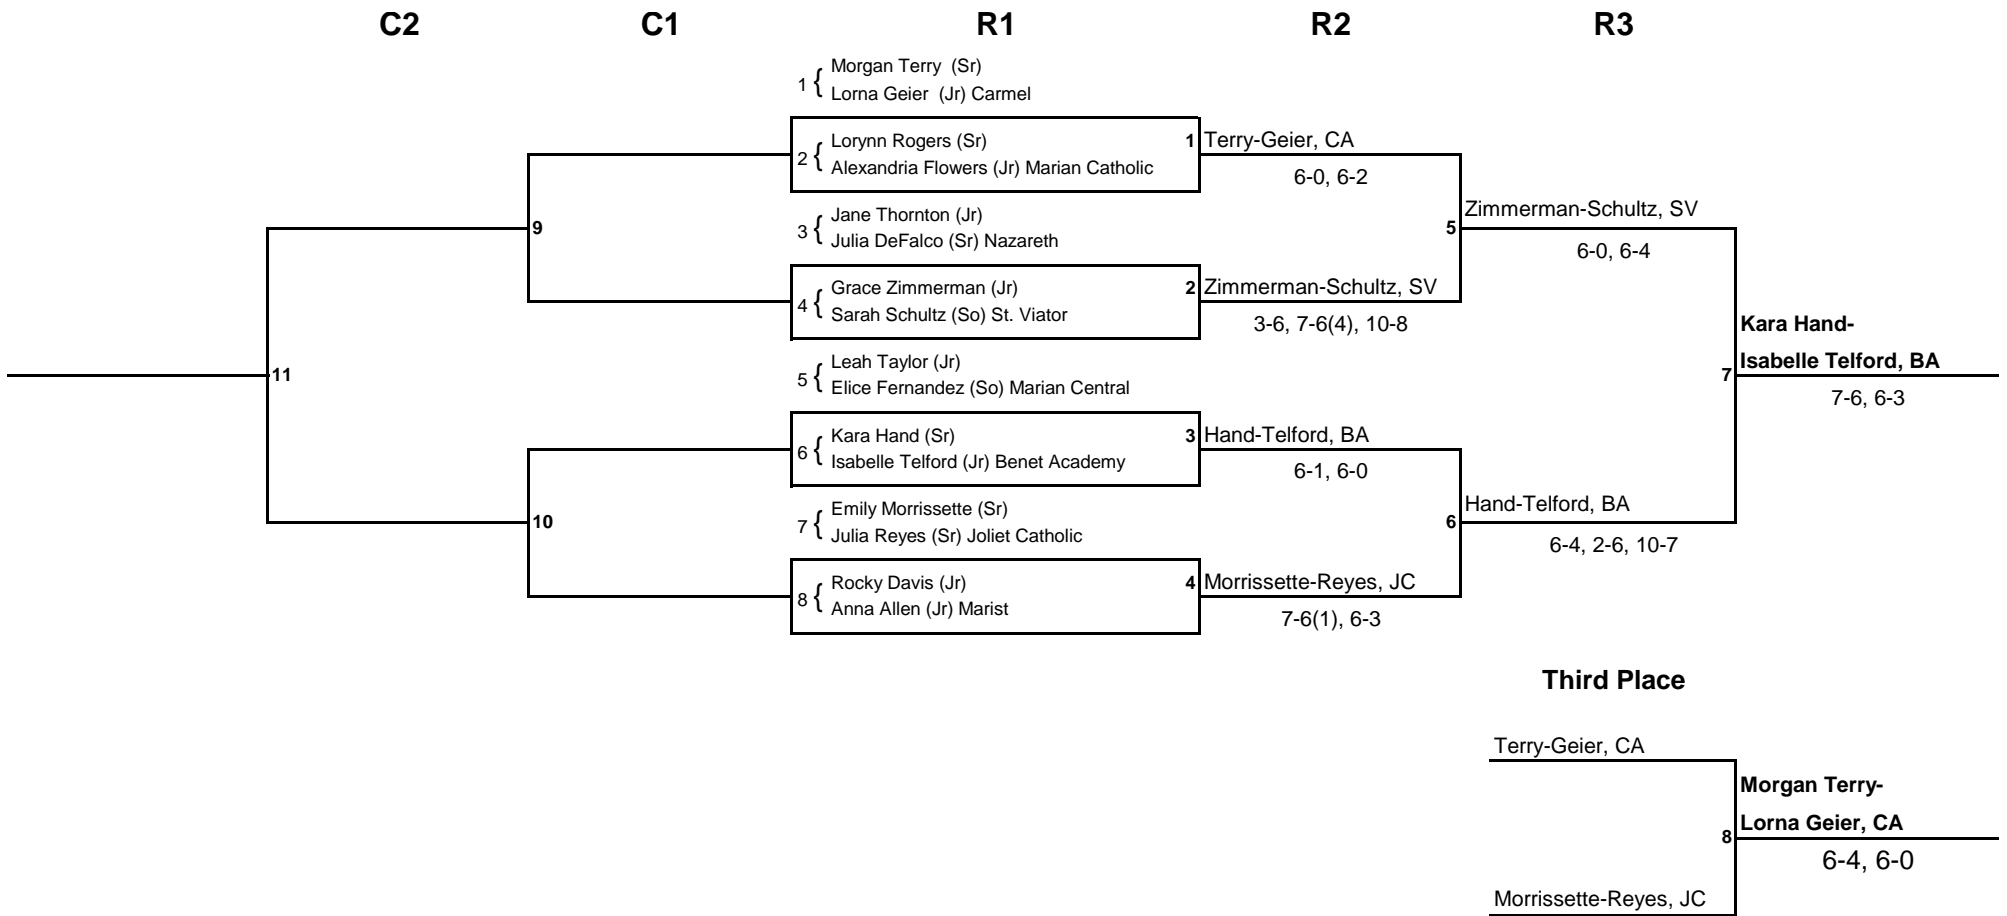 C2 C1 R1 R2 R3
Morgan Terry (Sr)
1 { Lorna Geier (Jr) Carmel
Lorynn Rogers (Sr)
2 { Alexandria Flowers (Jr) Marian Catholic
1 Terry-Geier, CA
6-0, 6-2
Jane Thornton (Jr)
3 { Julia DeFalco (Sr) Nazareth
9
5 Zimmerman-Schultz, SV
6-0, 6-4
Grace Zimmerman (Jr)
4 { Sarah Schultz (So) St. Viator
2 Zimmerman-Schultz, SV
3-6, 7-6(4), 10-8
Leah Taylor (Jr)
5 { Elice Fernandez (So) Marian Central
11
Kara Hand-
7 Isabelle Telford, BA
7-6, 6-3
Kara Hand (Sr)
6 { Isabelle Telford (Jr) Benet Academy
3 Hand-Telford, BA
6-1, 6-0
Emily Morrissette (Sr)
7 { Julia Reyes (Sr) Joliet Catholic
10
6 Hand-Telford, BA
6-4, 2-6, 10-7
Rocky Davis (Jr)
8 { Anna Allen (Jr) Marist
4 Morrissette-Reyes, JC
7-6(1), 6-3
Third Place
Terry-Geier, CA
Morgan Terry-
8 Lorna Geier, CA
6-4, 6-0
Morrissette-Reyes, JC